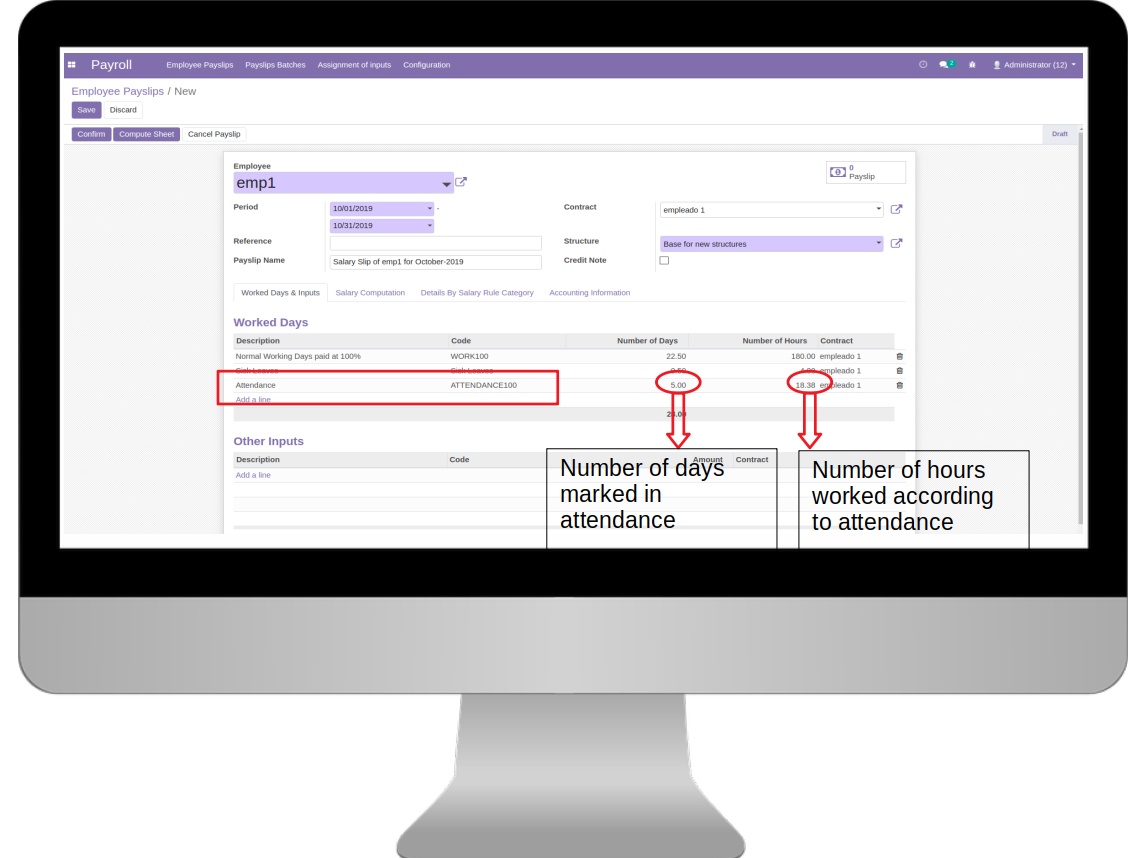 Payroll Employee Payslips Payslips Batches Assignment of inputs Configuration 2 Administrator (12)
Employee Payslips / New
Save Discard
Confirm Compute Sheet Cancel Payslip Draft
Employee
emp1
0
Payslip
Period 10/01/2019 - Contract empleado 1
10/31/2019
Reference Structure Base for new structures
Payslip Name Salary Slip of emp1 for October-2019 Credit Note
Worked Days & Inputs Salary Computation Details By Salary Rule Category Accounting Information
Worked Days
Description Code Number of Days Number of Hours Contract
Normal Working Days paid at 100% WORK100 22.50 180.00 empleado 1
Sick Leaves Sick Leaves 0.50 4.00 empleado 1
Attendance ATTENDANCE100 5.00 18.38 empleado 1
Add a line
28.00
Other Inputs
Description Code Amount Contract
Add a line
Number of days
marked in
attendance
Number of hours
worked according
to attendance